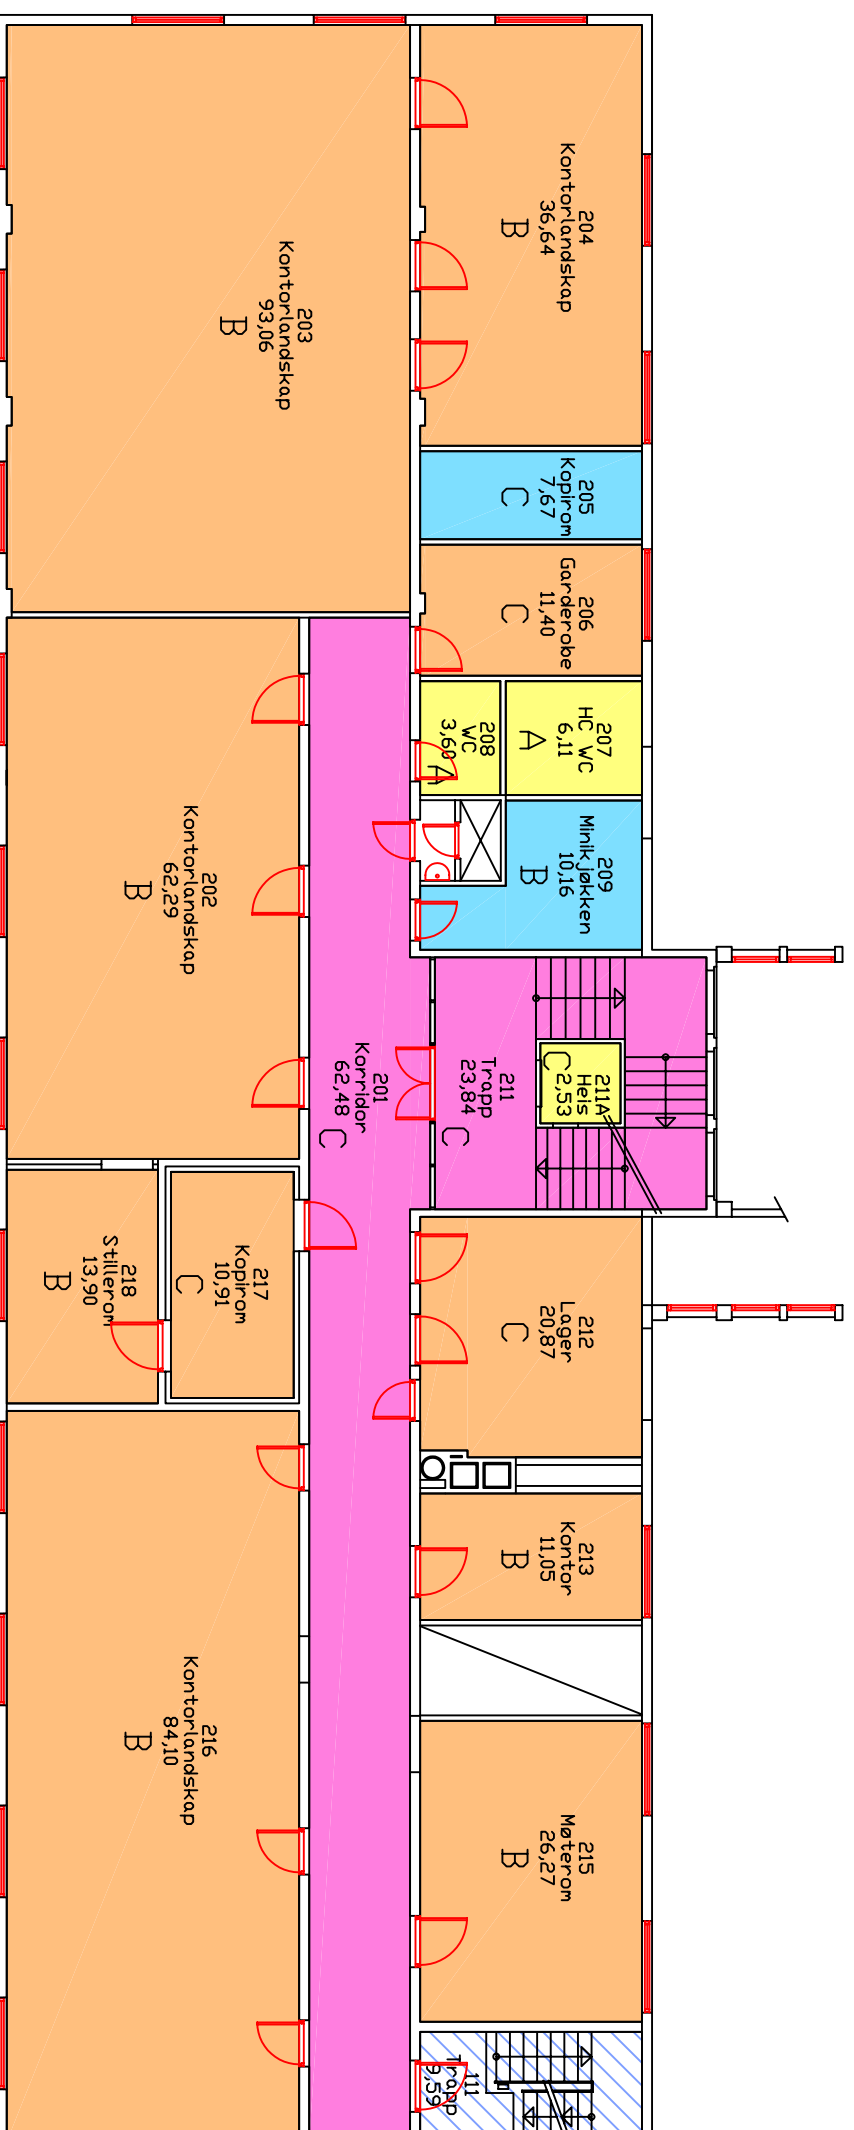 204
Kontorlandskap
36,64
B
203
Kontorlandskap
93,06
B
205
Kopirom
7,67
C
206
Garderobe
11,40
C
207
HC WC
6,11
A
208
WC
3,60
A
209
Minikjøkken
10,16
B
202
Kontorlandskap
62,29
B
201
Korridor
62,48
C
211
Trapp
23,84
C
211A
Heis
2,53
C
212
Lager
20,87
C
217
Kopirom
10,91
C
218
Stillerom
13,90
B
213
Kontor
11,05
B
216
Kontorlandskap
84,10
B
215
Møterom
26,27
B
111
Trapp
9,59